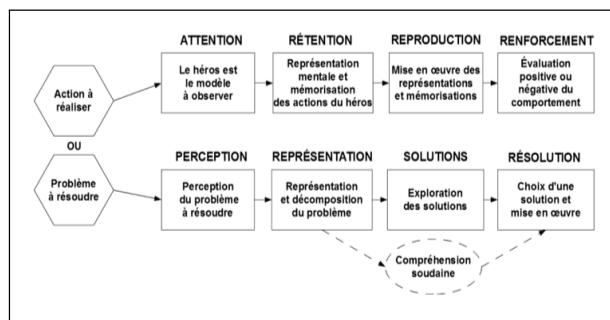 ATTENTION
RÉTENTION
REPRODUCTION
RENFORCEMENT
Action à
réaliser
Le héros est
le modèle
à observer
Représentation
mentale et
mémorisation
des actions du héros
Mise en œuvre des
représentations
et mémorisations
Évaluation
positive ou
négative du
comportement
OU
Problème
à résoudre
PERCEPTION
REPRÉSENTATION
SOLUTIONS
RÉSOLUTION
Perception
du problème
à résoudre
Représentation
et décomposition
du problème
Exploration
des solutions
Choix d'une
solution et
mise en œuvre
Compréhension
soudaine